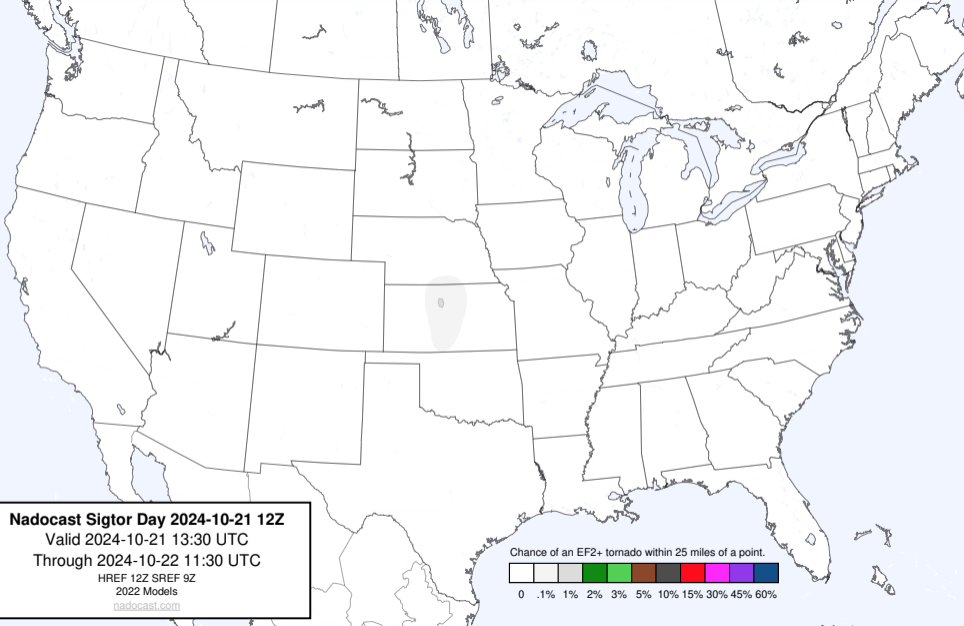 Nadocast Sigtor Day 2024-10-21 12Z
Valid 2024-10-21 13:30 UTC
Through 2024-10-22 11:30 UTC
HREF 12Z SREF 9Z
2022 Models
nadocast.com
Chance of an EF2+ tornado within 25 miles of a point.
0 .1% 1% 2% 3% 5% 10% 15% 30% 45% 60%